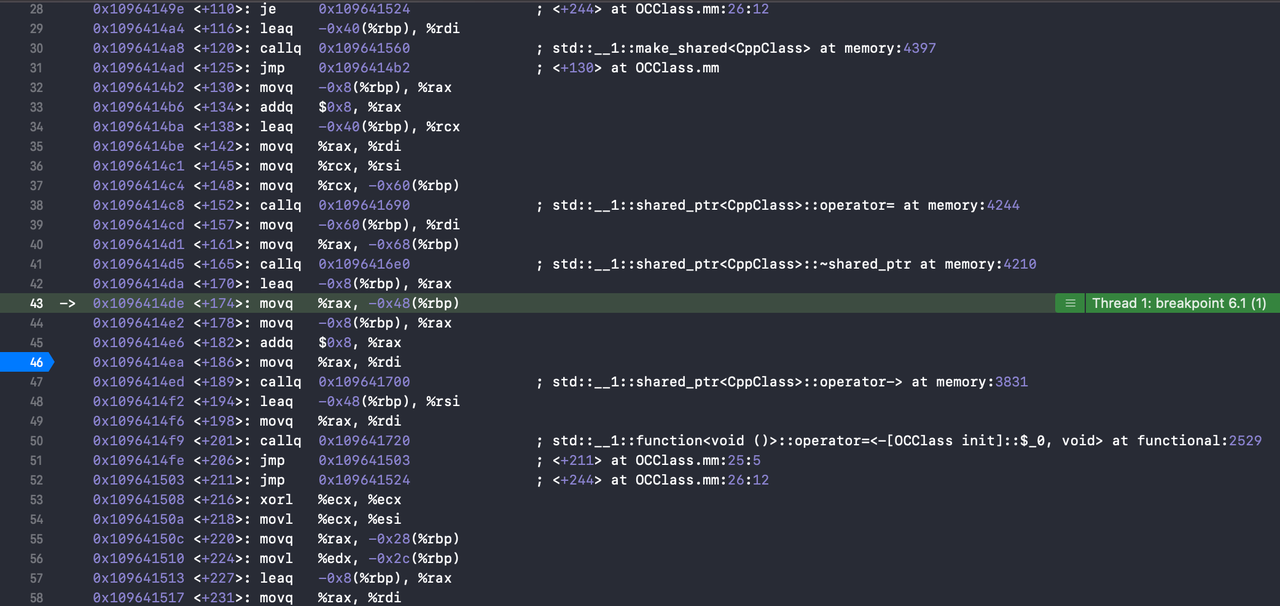 28 0x10964149e <+110>: je 0x109641524 ; <+244> at OCClass.mm:26:12
29 0x1096414a4 <+116>: leaq -0x40(%rbp), %rdi
30 0x1096414a8 <+120>: callq 0x109641560 ; std::__1::make_shared<CppClass> at memory:4397
31 0x1096414ad <+125>: jmp 0x1096414b2 ; <+130> at OCClass.mm
32 0x1096414b2 <+130>: movq -0x8(%rbp), %rax
33 0x1096414b6 <+134>: addq $0x8, %rax
34 0x1096414ba <+138>: leaq -0x40(%rbp), %rcx
35 0x1096414be <+142>: movq %rax, %rdi
36 0x1096414c1 <+145>: movq %rcx, %rsi
37 0x1096414c4 <+148>: movq %rcx, -0x60(%rbp)
38 0x1096414c8 <+152>: callq 0x109641690 ; std::__1::shared_ptr<CppClass>::operator= at memory:4244
39 0x1096414cd <+157>: movq -0x60(%rbp), %rdi
40 0x1096414d1 <+161>: movq %rax, -0x68(%rbp)
41 0x1096414d5 <+165>: callq 0x1096416e0 ; std::__1::shared_ptr<CppClass>::~shared_ptr at memory:4210
42 0x1096414da <+170>: leaq -0x8(%rbp), %rax
43 -> 0x1096414de <+174>: movq %rax, -0x48(%rbp) Thread 1: breakpoint 6.1 (1)
44 0x1096414e2 <+178>: movq -0x8(%rbp), %rax
45 0x1096414e6 <+182>: addq $0x8, %rax
46 0x1096414ea <+186>: movq %rax, %rdi
47 0x1096414ed <+189>: callq 0x109641700 ; std::__1::shared_ptr<CppClass>::operator-> at memory:3831
48 0x1096414f2 <+194>: leaq -0x48(%rbp), %rsi
49 0x1096414f6 <+198>: movq %rax, %rdi
50 0x1096414f9 <+201>: callq 0x109641720 ; std::__1::function<void ()>::operator=<-[OCClass init]::$_0, void> at functional:2529
51 0x1096414fe <+206>: jmp 0x109641503 ; <+211> at OCClass.mm:25:5
52 0x109641503 <+211>: jmp 0x109641524 ; <+244> at OCClass.mm:26:12
53 0x109641508 <+216>: xorl %ecx, %ecx
54 0x10964150a <+218>: movl %ecx, %esi
55 0x10964150c <+220>: movq %rax, -0x28(%rbp)
56 0x109641510 <+224>: movl %edx, -0x2c(%rbp)
57 0x109641513 <+227>: leaq -0x8(%rbp), %rax
58 0x109641517 <+231>: movq %rax, %rdi